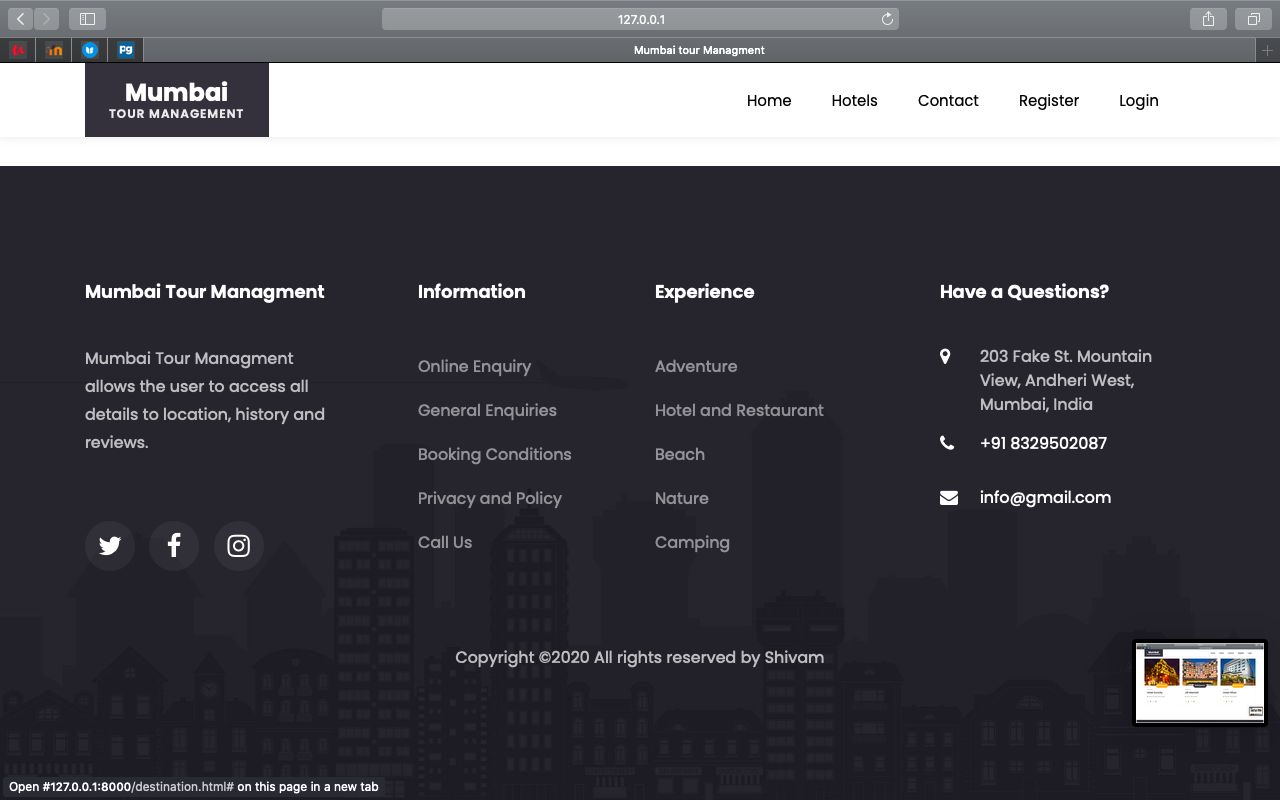 127.0.0.1
in
pg
Mumbai tour Managment
Mumbai
TOUR MANAGEMENT
Home
Hotels
Contact
Register
Login
Mumbai Tour Managment
Mumbai Tour Managment
allows the user to access all
details to location, history and
reviews.
Information
Online Enquiry
General Enquiries
Booking Conditions
Privacy and Policy
Call Us
Experience
Adventure
Hotel and Restaurant
Beach
Nature
Camping
Have a Questions?
203 Fake St. Mountain
View, Andheri West,
Mumbai, India
+91 8329502087
info@gmail.com
Copyright ©2020 All rights reserved by Shivam
Open #127.0.0.1:8000/destination.html# on this page in a new tab